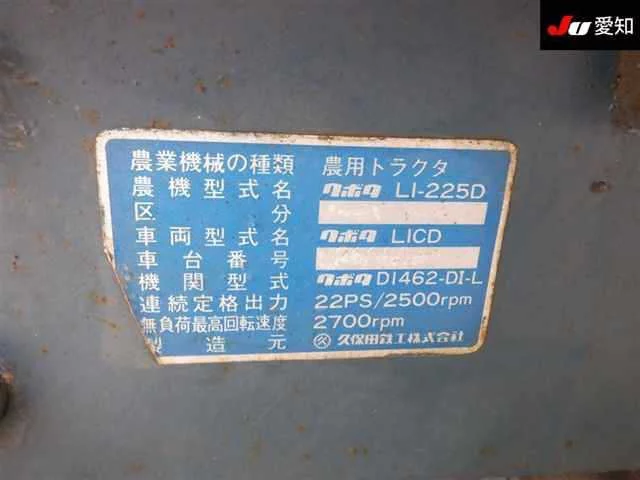 JU 愛知
農業機械の種類 農用トラクタ
農機型式名 クボタ L1-225D
区分
車両型式名 クボタ L1CD
車台番号
機関型式 クボタ D1462-DI-L
連続定格出力 22PS/2500rpm
無負荷最高回転速度 2700rpm
製造元 久保田鉄工株式会社